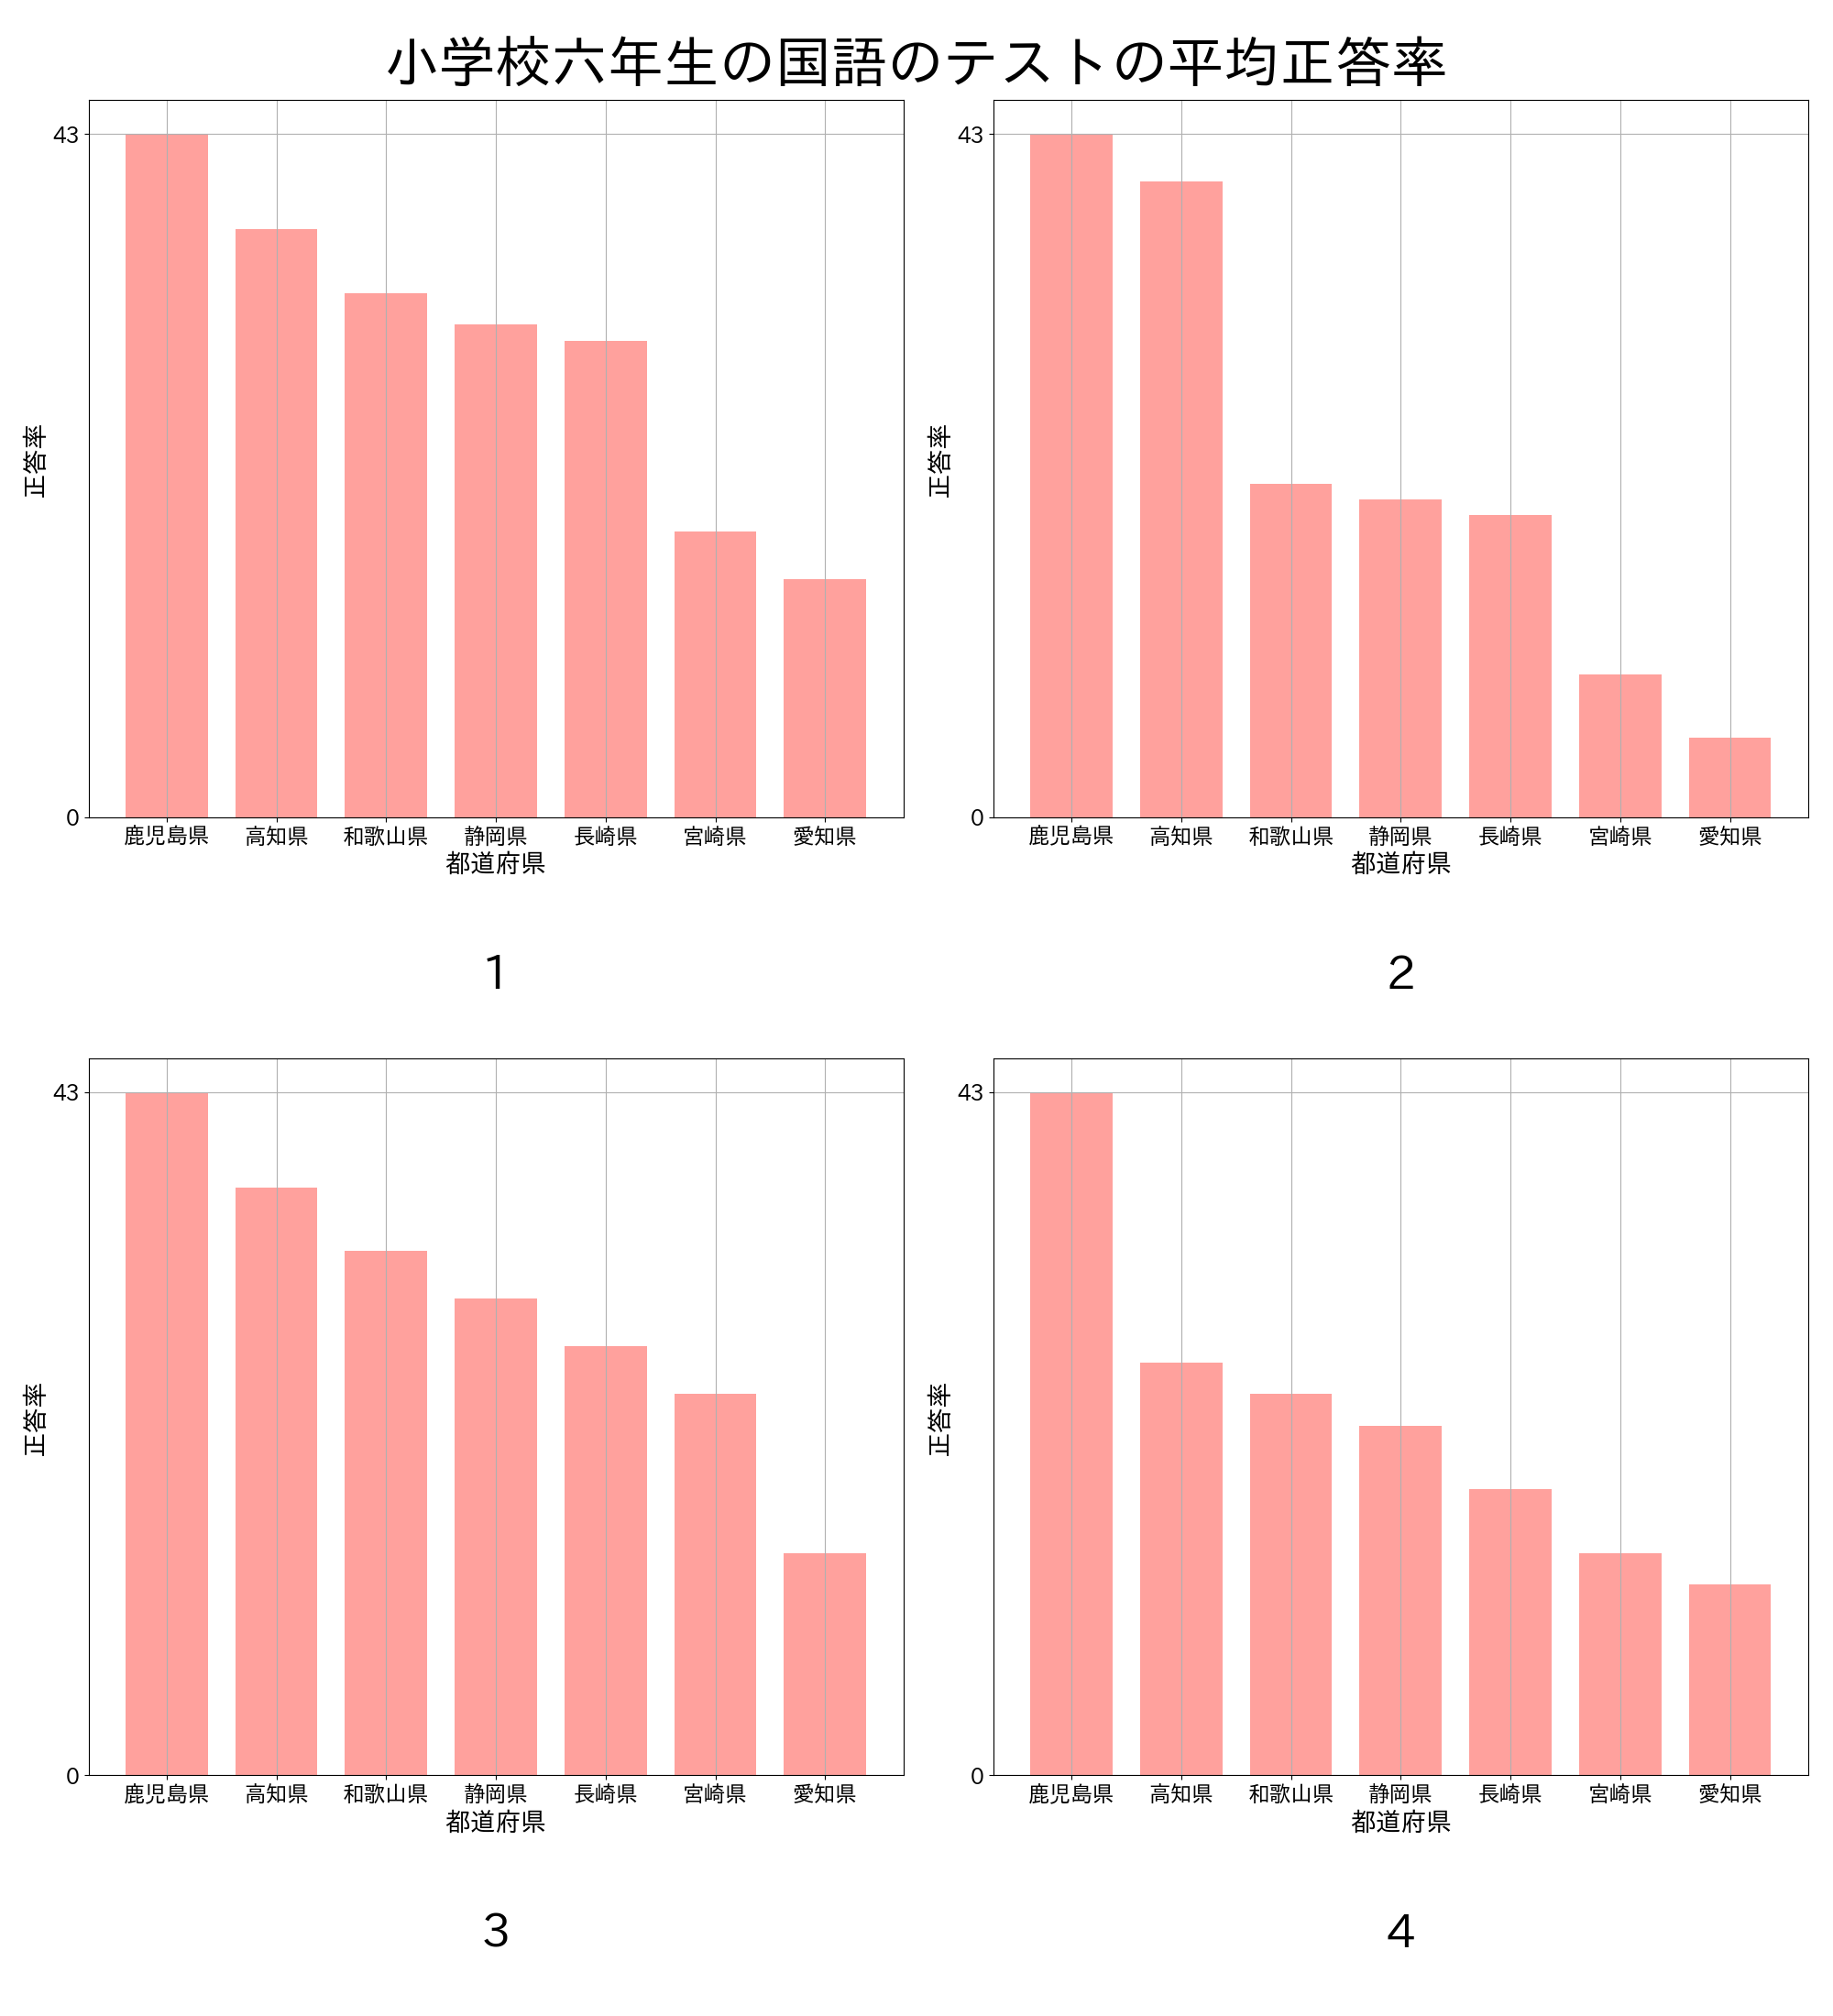 小学校六年生の国語のテストの平均正答率
43
0
正答率
鹿児島県 高知県 和歌山県 静岡県 長崎県 宮崎県 愛知県
都道府県
1
43
0
正答率
鹿児島県 高知県 和歌山県 静岡県 長崎県 宮崎県 愛知県
都道府県
2
43
0
正答率
鹿児島県 高知県 和歌山県 静岡県 長崎県 宮崎県 愛知県
都道府県
3
43
0
正答率
鹿児島県 高知県 和歌山県 静岡県 長崎県 宮崎県 愛知県
都道府県
4